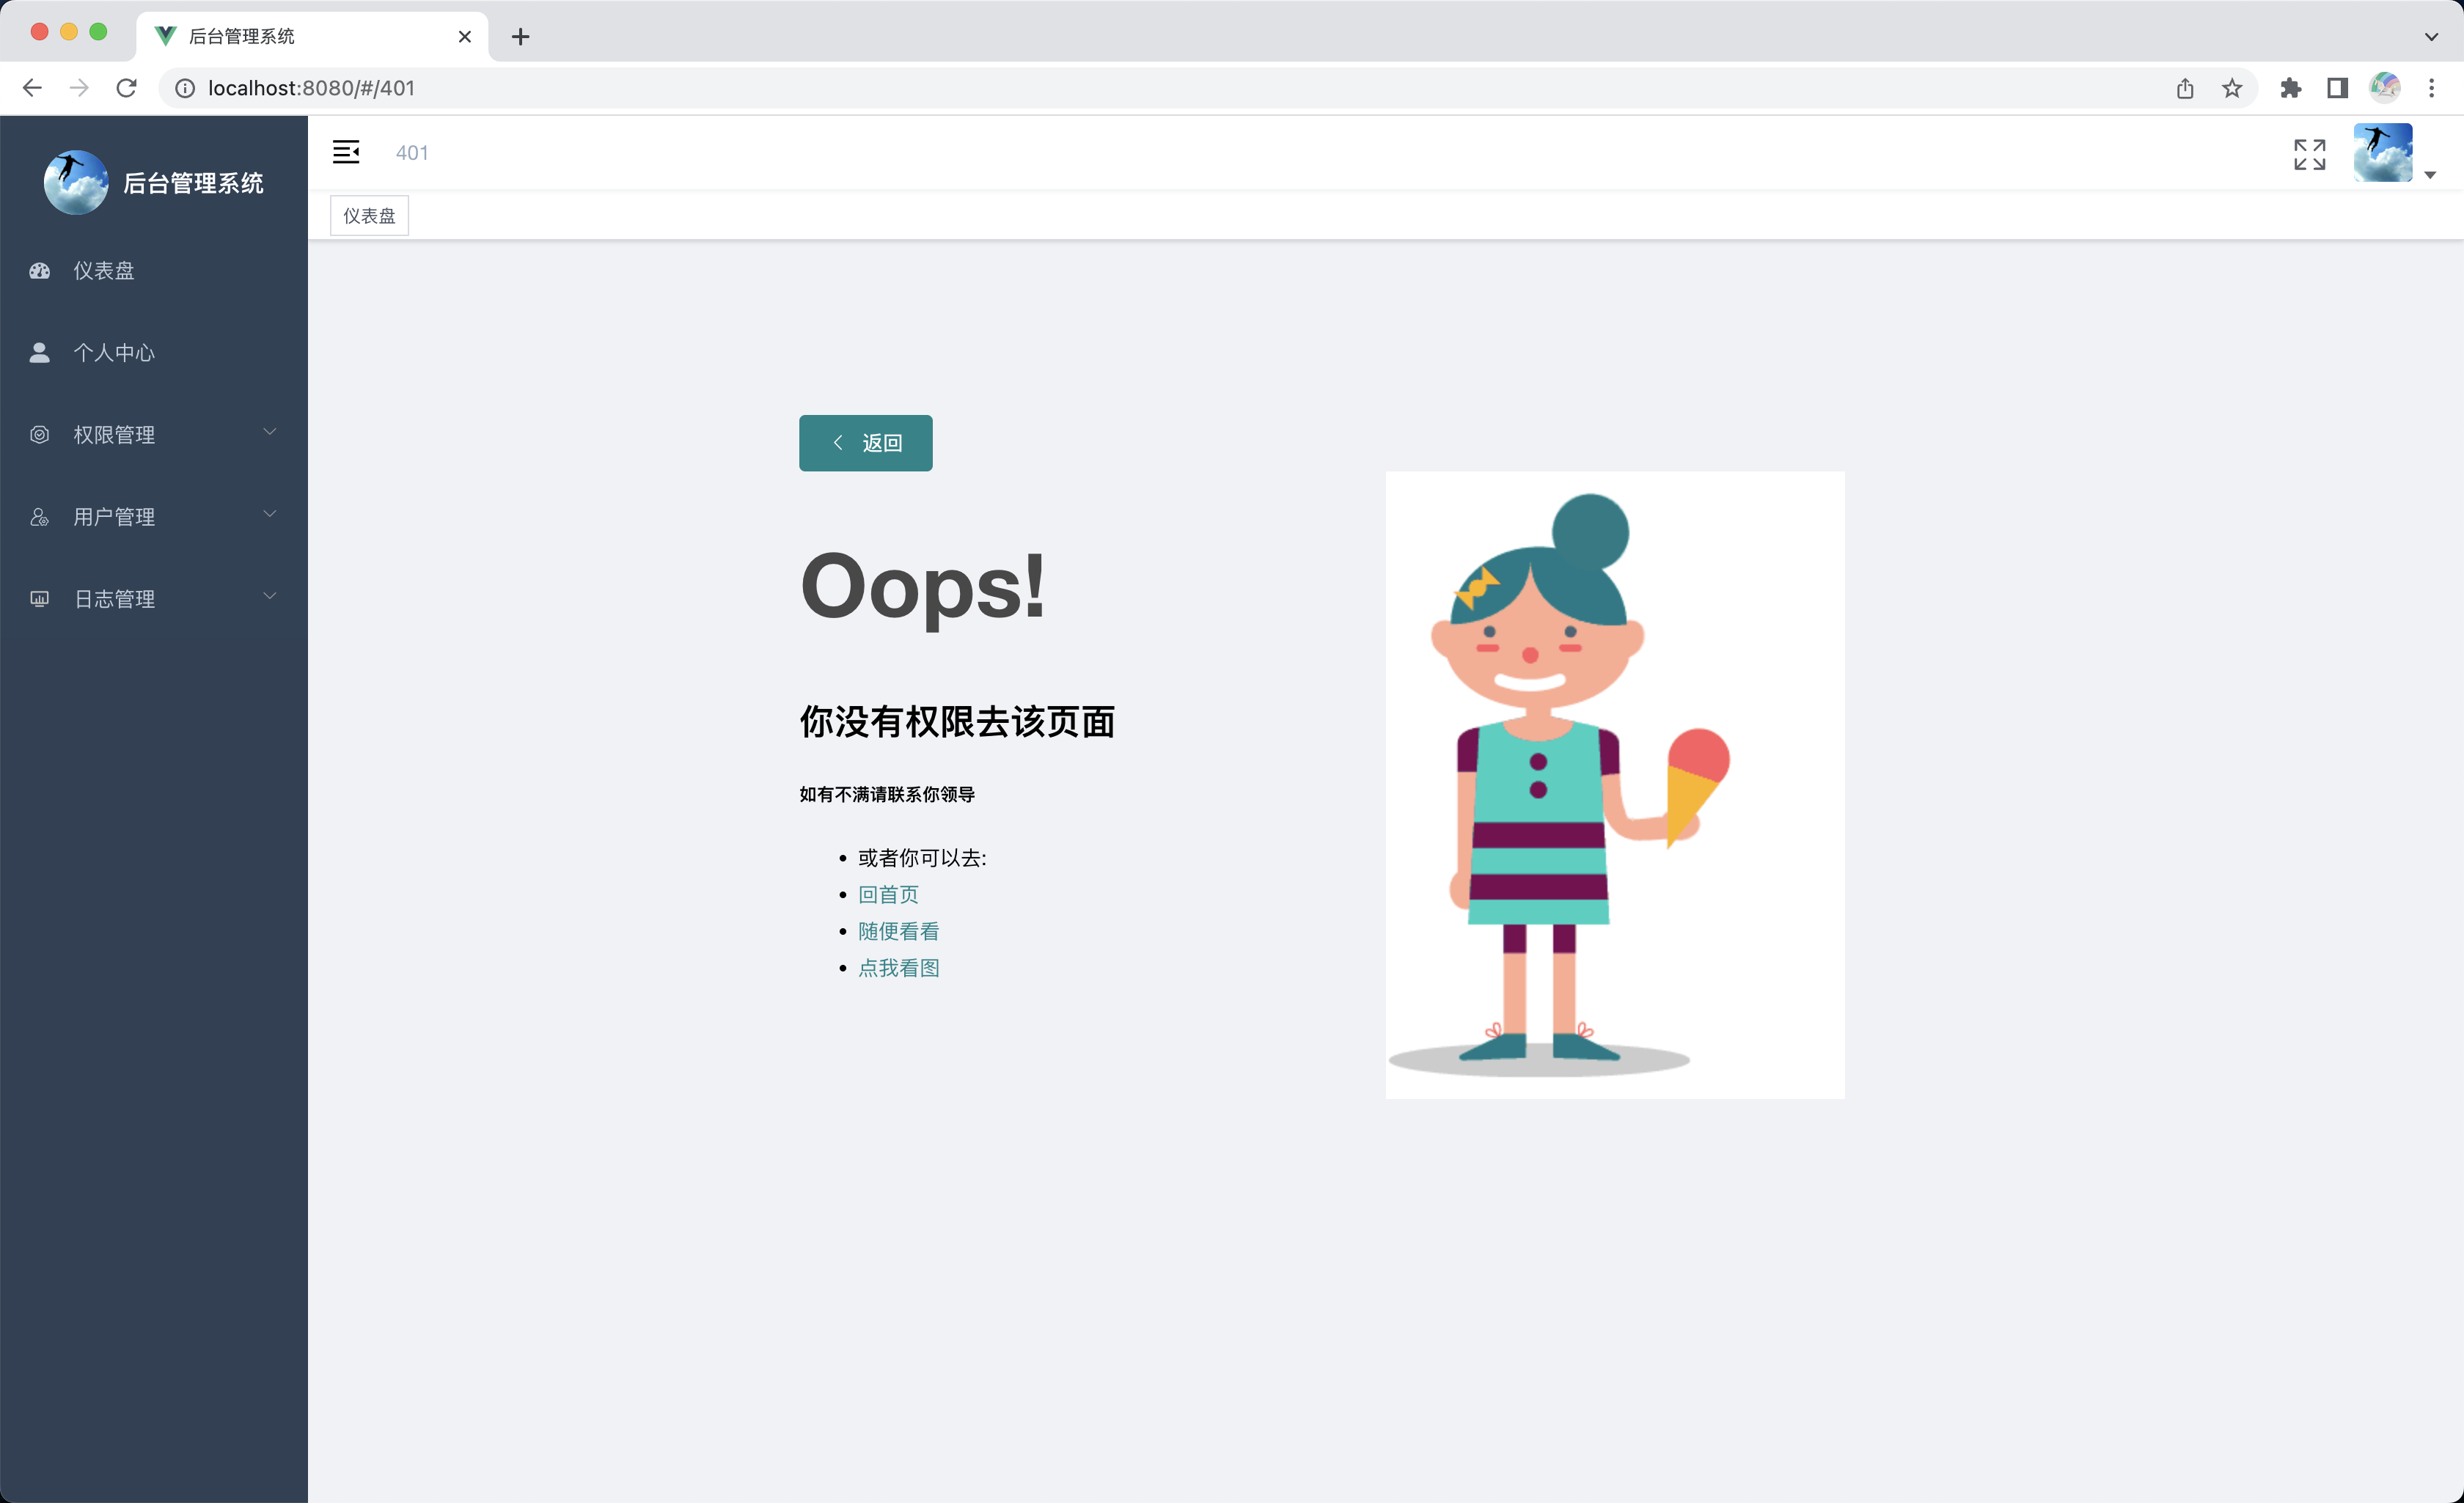 后台管理系统
localhost:8080/#/401
后台管理系统
401
仪表盘
仪表盘
个人中心
权限管理
用户管理
日志管理
返回
Oops!
你没有权限去该页面
如有不满请联系你领导
或者你可以去:
回首页
随便看看
点我看图